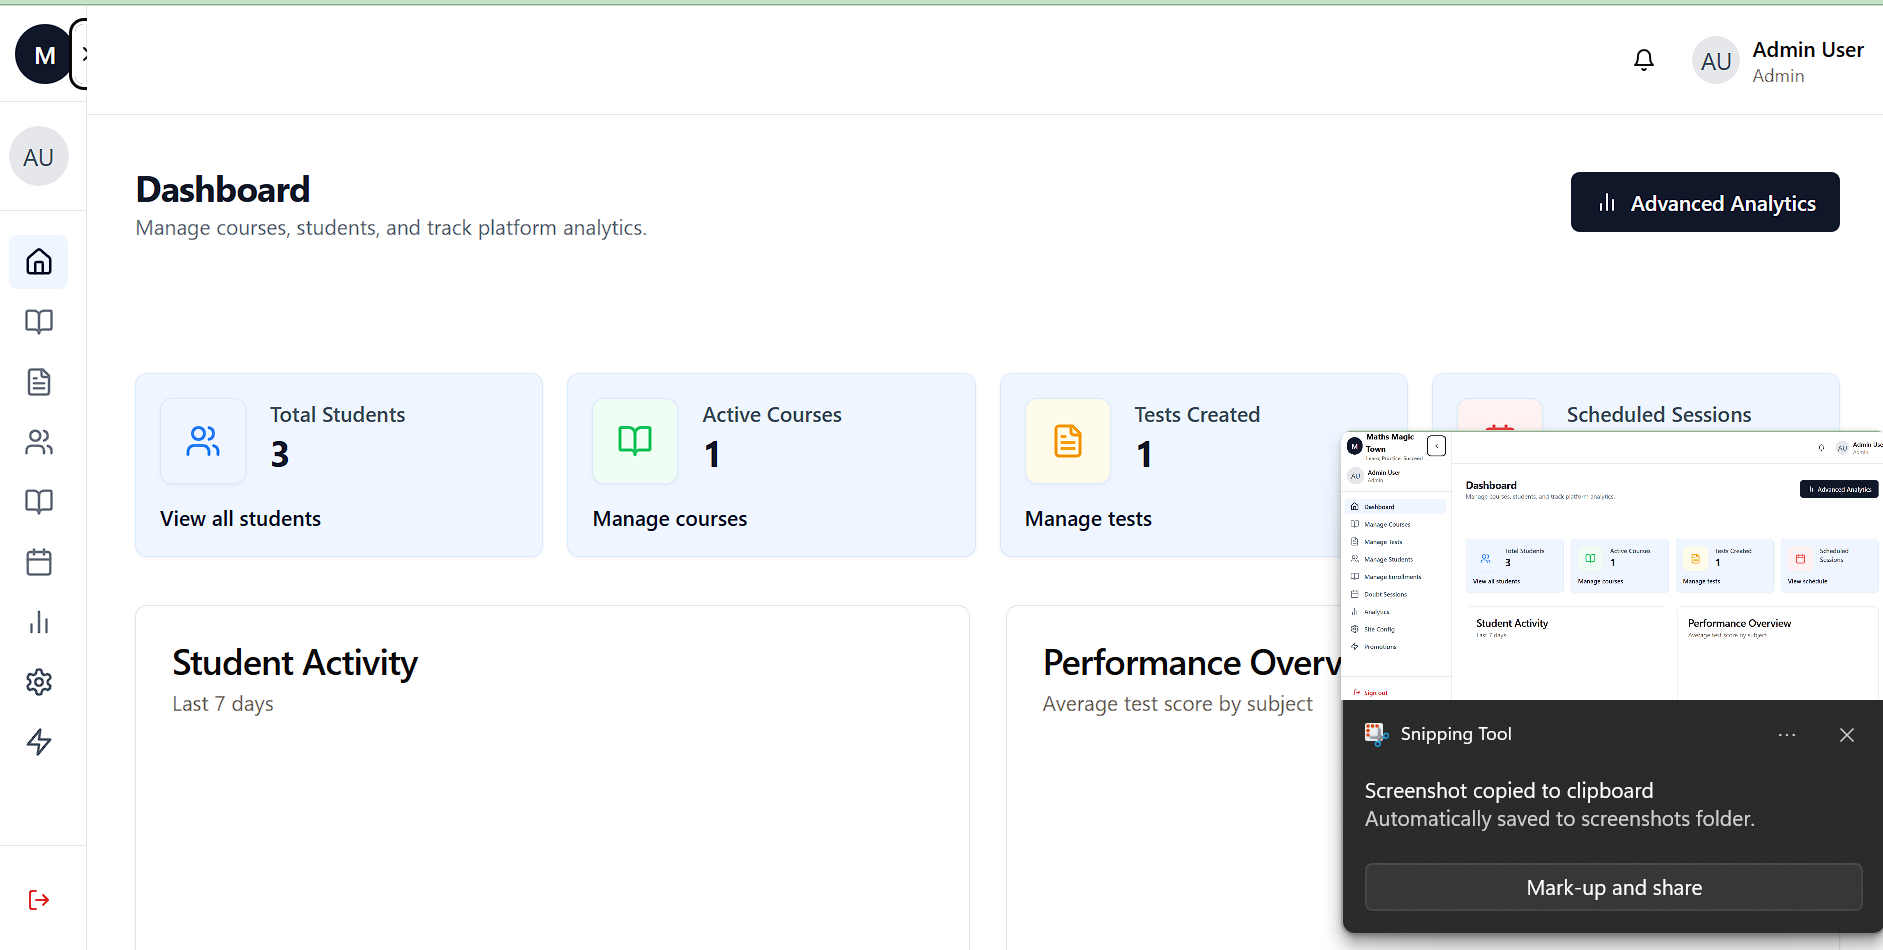 M
Admin User
AU
Admin
AU
Dashboard
Advanced Analytics
Manage courses, students, and track platform analytics.
Total Students
3
View all students
Active Courses
1
Manage courses
Tests Created
1
Manage tests
Scheduled Sessions
Student Activity
Last 7 days
Performance Overv
Average test score by subject
M
Maths Magic
Town
Learn, Practice, Succeed
AU
Admin User
Admin
Dashboard
Manage Courses
Manage Tests
Manage Students
Manage Enrollments
Doubt Sessions
Analytics
Site Config
Promotions
Sign out
AU
Admin Use
Admin
Dashboard
Manage courses, students, and track platform analytics.
Advanced Analytics
Total Students
3
View all students
Active Courses
1
Manage courses
Tests Created
1
Manage tests
Scheduled
Sessions
View schedule
Student Activity
Last 7 days
Performance Overview
Average test score by subject
Snipping Tool
Screenshot copied to clipboard
Automatically saved to screenshots folder.
Mark-up and share